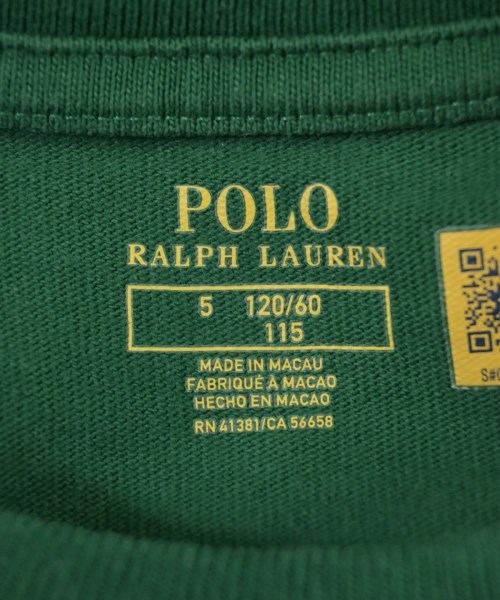 POLO
RALPH LAUREN
5 120/60
115
MADE IN MACAU
FABRIQUÉ À MACAO
HECHO EN MACAO
RN 41381/CA 56658